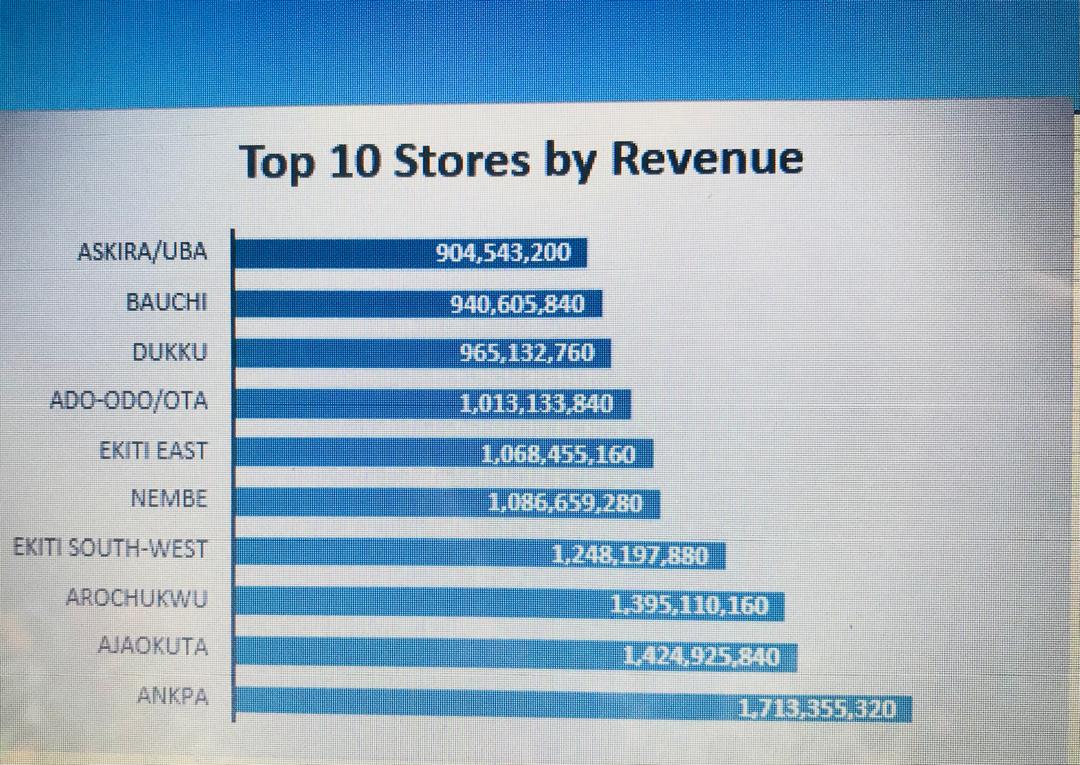 Top 10 Stores by Revenue
ASKIRA/UBA 904,543,200
BAUCHI 940,605,840
DUKKU 965,132,760
ADO-ODO/OTA 1,013,133,840
EKITI EAST 1,068,455,160
NEMBE 1,086,659,280
EKITI SOUTH-WEST 1,248,197,880
AROCHUKWU 1,395,110,160
AJAOKUTA 1,424,925,840
ANKPA 1,713,355,320